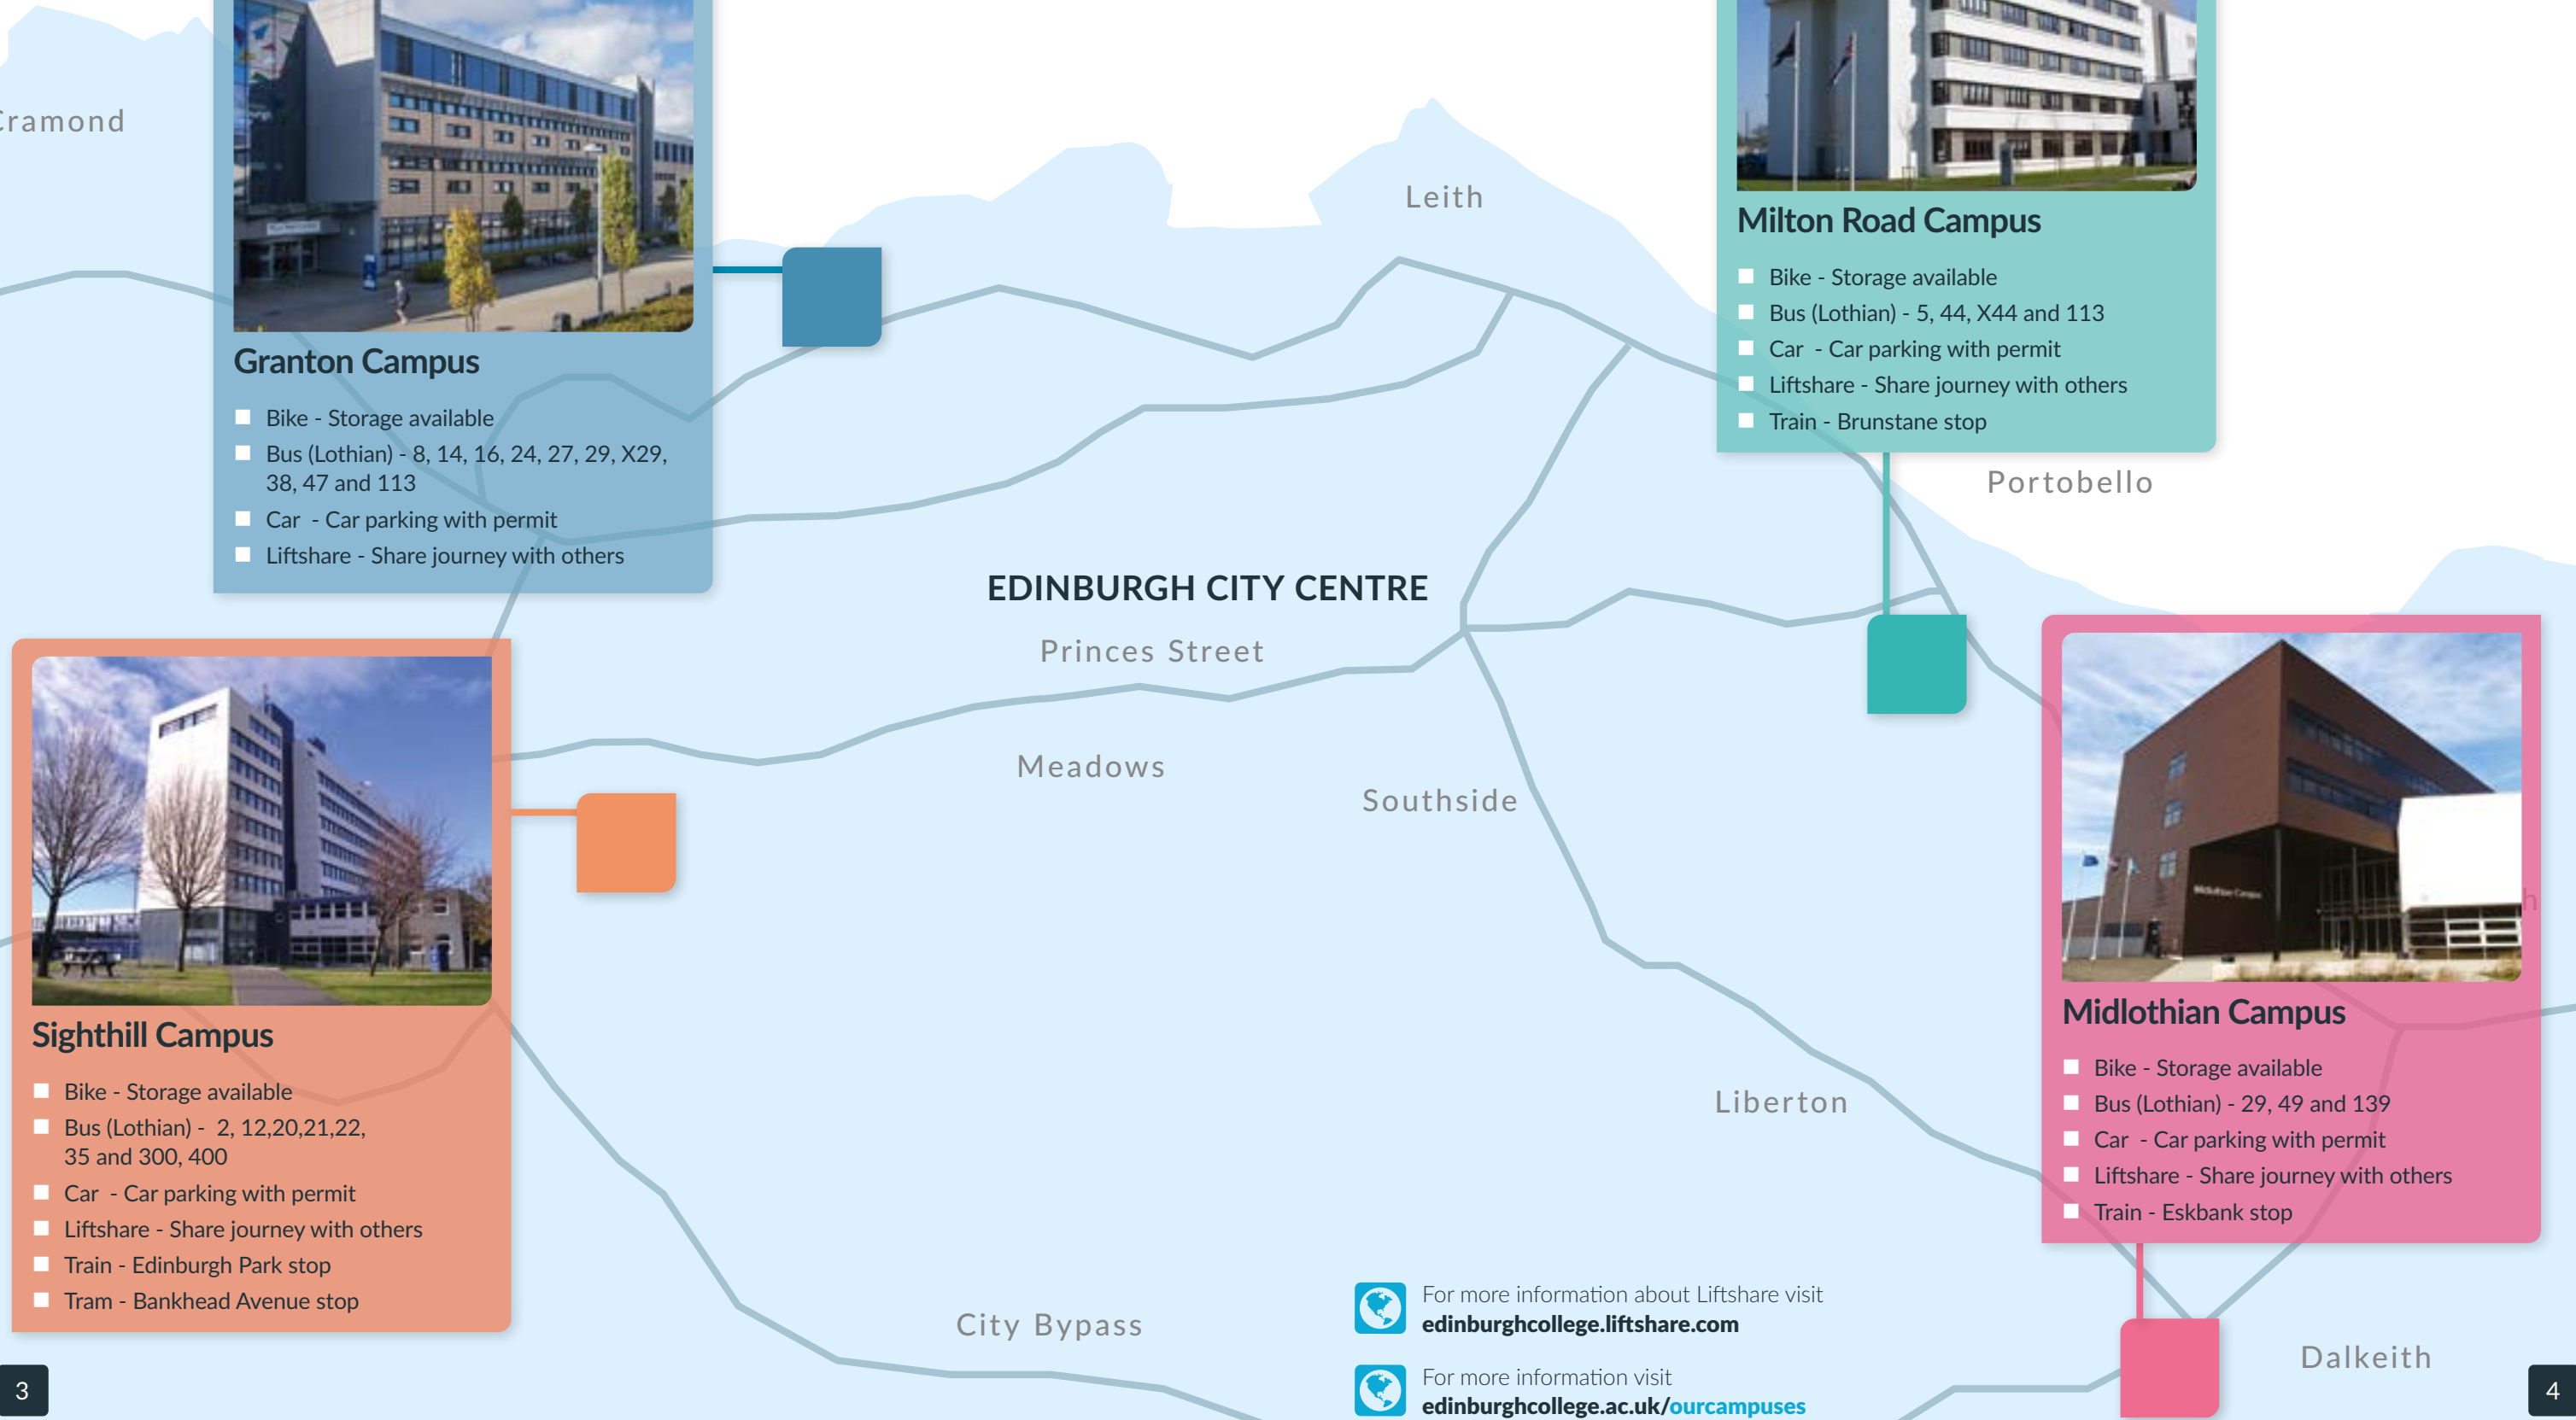 Leith
Granton Campus
Bike - Storage available
Bus (Lothian) - 8, 14, 16, 24, 27, 29, X29,
38, 47 and 113
Car - Car parking with permit
Liftshare - Share journey with others
Milton Road Campus
Bike - Storage available
Bus (Lothian) - 5, 44, X44 and 113
Car - Car parking with permit
Liftshare - Share journey with others
Train - Brunstane stop
Portobello
EDINBURGH CITY CENTRE
Princes Street
Meadows
Southside
Sighthill Campus
Bike - Storage available
Bus (Lothian) - 2, 12,20,21,22,
35 and 300, 400
Car - Car parking with permit
Liftshare - Share journey with others
Train - Edinburgh Park stop
Tram - Bankhead Avenue stop
Midlothian Campus
Midlothian Campus
Bike - Storage available
Bus (Lothian) - 29, 49 and 139
Car - Car parking with permit
Liftshare - Share journey with others
Train - Eskbank stop
Liberton
City Bypass
Dalkeith
For more information about Liftshare visit
edinburghcollege.liftshare.com
For more information visit
edinburghcollege.ac.uk/ourcampuses
3
4